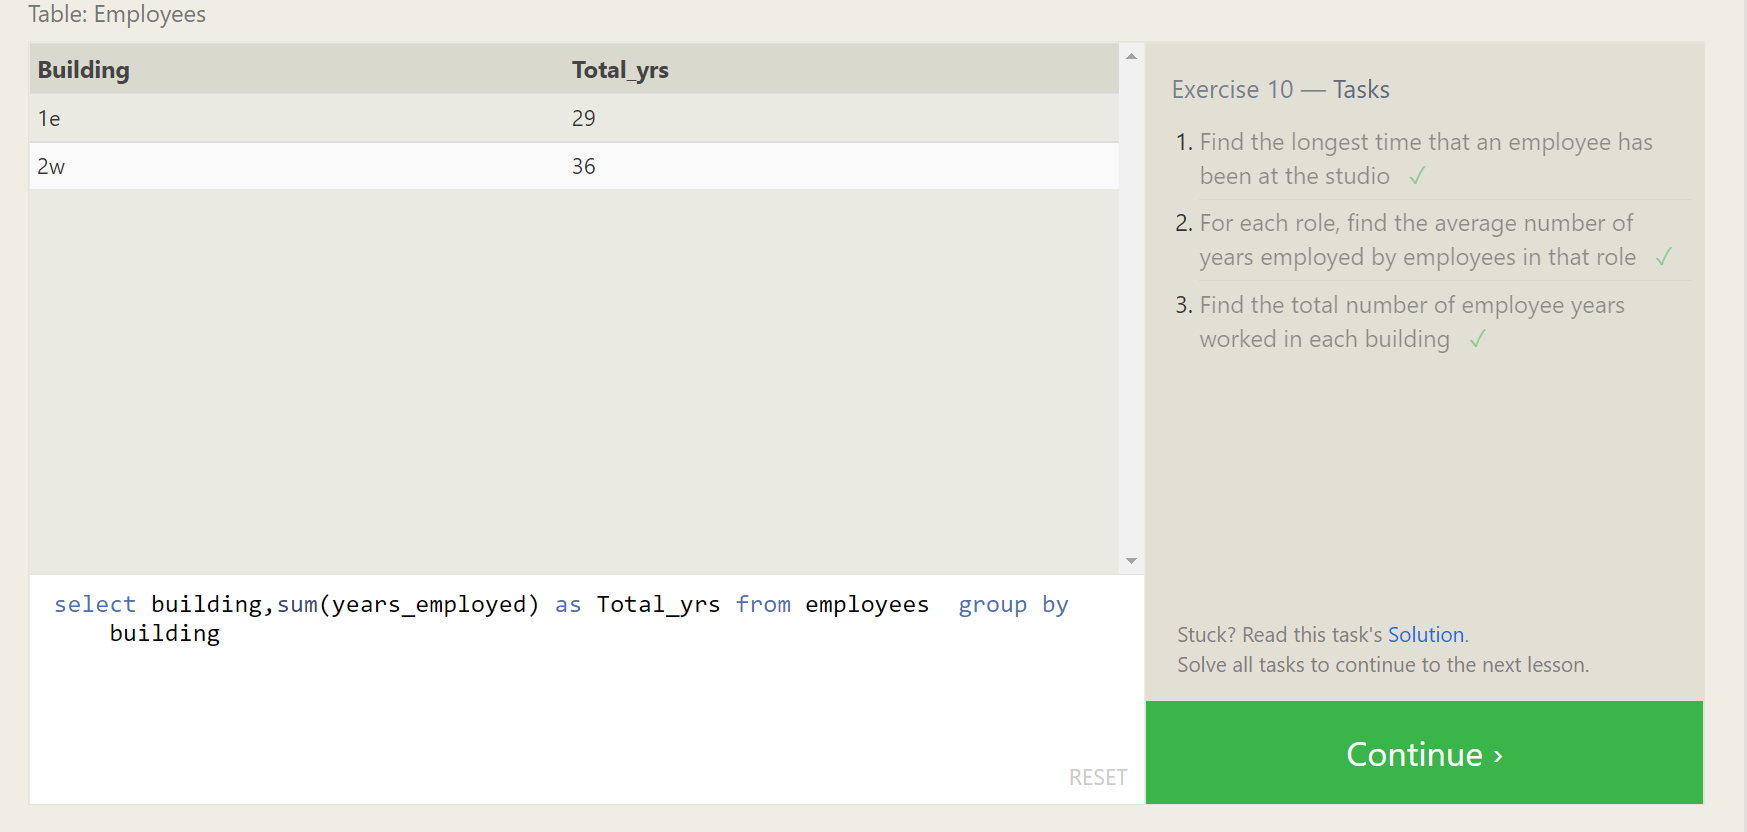 Table: Employees
Building Total_yrs
1e 29
2w 36
select building,sum(years_employed) as Total_yrs from employees  group by
building
RESET
Exercise 10 — Tasks
1. Find the longest time that an employee has
been at the studio ✓
2. For each role, find the average number of
years employed by employees in that role ✓
3. Find the total number of employee years
worked in each building ✓
Stuck? Read this task's Solution.
Solve all tasks to continue to the next lesson.
Continue ›